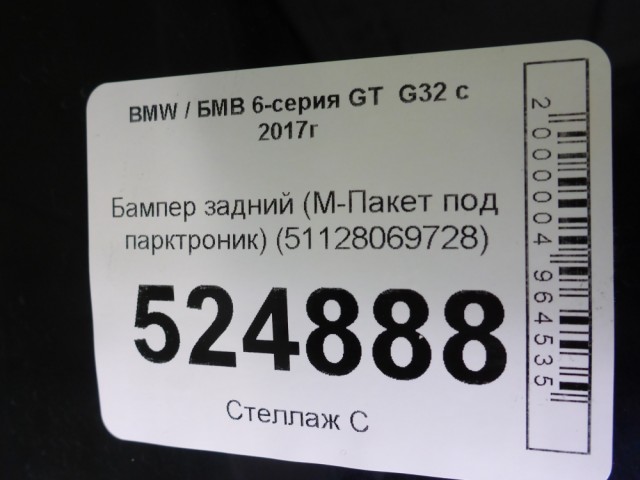 BMW / БМВ 6-серия GT G32 с
2017г
Бампер задний (М-Пакет под
парктроник) (51128069728)
524888
Стеллаж С
2000004964535